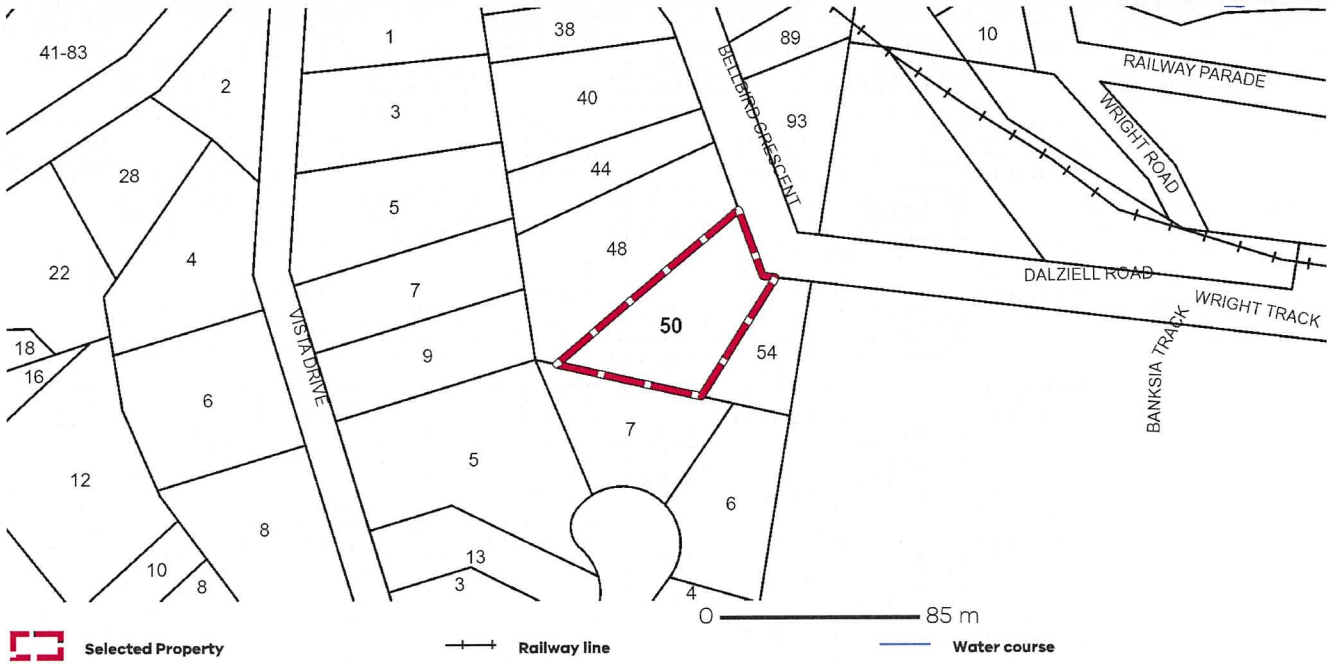 41-83
2
1
38
89
10
RAILWAY PARADE
BELLBIRD CRESCENT
WRIGHT ROAD
3
40
93
28
44
5
4
48
22
7
DALZIELL ROAD
WRIGHT TRACK
VISTA DRIVE
50
54
BANKSIA TRACK
18
16
9
6
7
12
5
6
8
13
10
8
3
4
0 85 m
Selected Property
Railway line
Water course